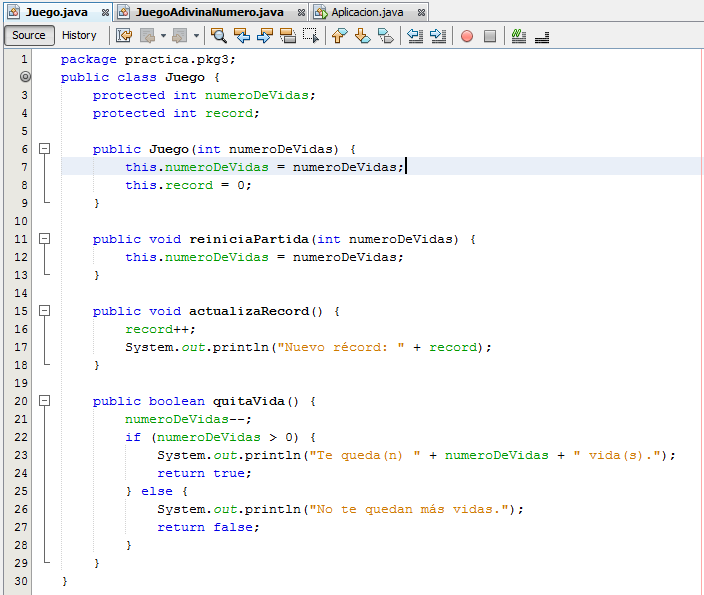 Juego.java JuegoAdivinaNumero.java Aplicacion.java
Source History
1 package practica.pkg3;
public class Juego {
3 protected int numeroDeVidas;
4 protected int record;
5
6 public Juego(int numeroDeVidas) {
7 this.numeroDeVidas = numeroDeVidas;
8 this.record = 0;
9 }
10
11 public void reiniciaPartida(int numeroDeVidas) {
12 this.numeroDeVidas = numeroDeVidas;
13 }
14
15 public void actualizaRecord() {
16 record++;
17 System.out.println("Nuevo récord: " + record);
18 }
19
20 public boolean quitaVida() {
21 numeroDeVidas--;
22 if (numeroDeVidas > 0) {
23 System.out.println("Te queda(n) " + numeroDeVidas + " vida(s).");
24 return true;
25 } else {
26 System.out.println("No te quedan más vidas.");
27 return false;
28 }
29 }
30 }